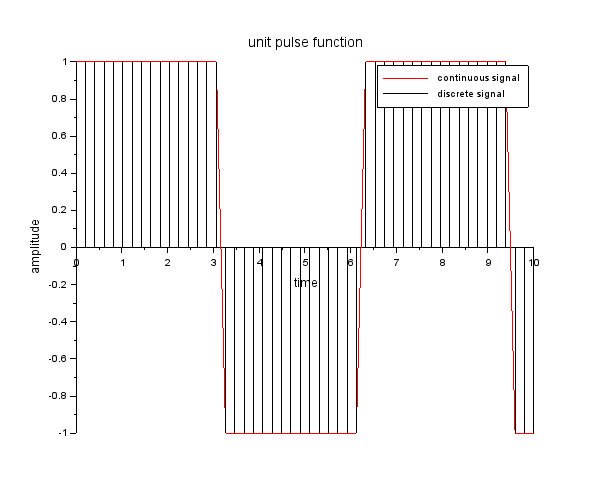 unit pulse function
continuous signal
discrete signal
amplitude
1
0.8
0.6
0.4
0.2
0
-0.2
-0.4
-0.6
-0.8
-1
0 1 2 3 4 5 6 7 8 9 10
time